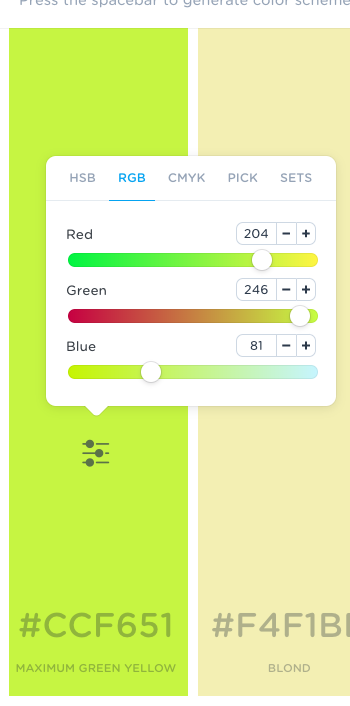 Press the spacebar to generate color scheme
HSB RGB CMYK PICK SETS
Red 204 − +
Green 246 − +
Blue 81 − +
#CCF651 #F4F1B
MAXIMUM GREEN YELLOW BLOND